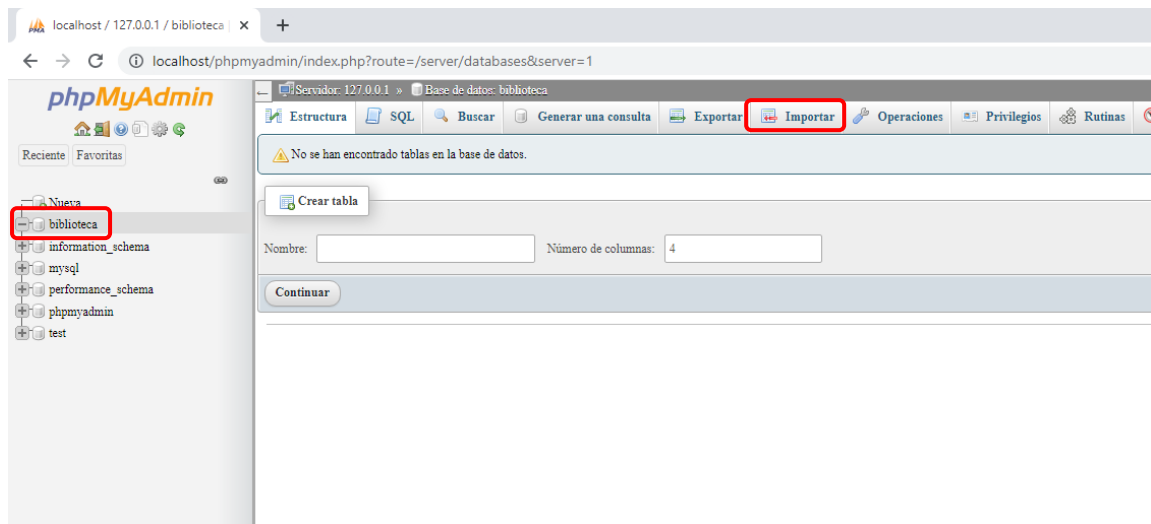 localhost / 127.0.0.1 / biblioteca
localhost/phpmyadmin/index.php?route=/server/databases&server=1
phpMyAdmin
Reciente Favoritas
Nueva
biblioteca
information_schema
mysql
performance_schema
phpmyadmin
test
Servidor: 127.0.0.1 » Base de datos: biblioteca
Estructura SQL Buscar Generar una consulta Exportar Importar Operaciones Privilegios Rutinas
No se han encontrado tablas en la base de datos.
Crear tabla
Nombre: Número de columnas: 4
Continuar